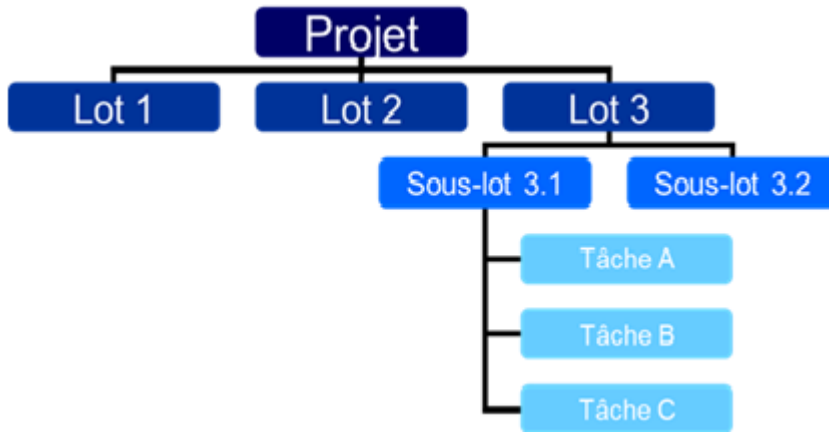 Projet
Lot 1
Lot 2
Lot 3
Sous-lot 3.1
Sous-lot 3.2
Tâche A
Tâche B
Tâche C